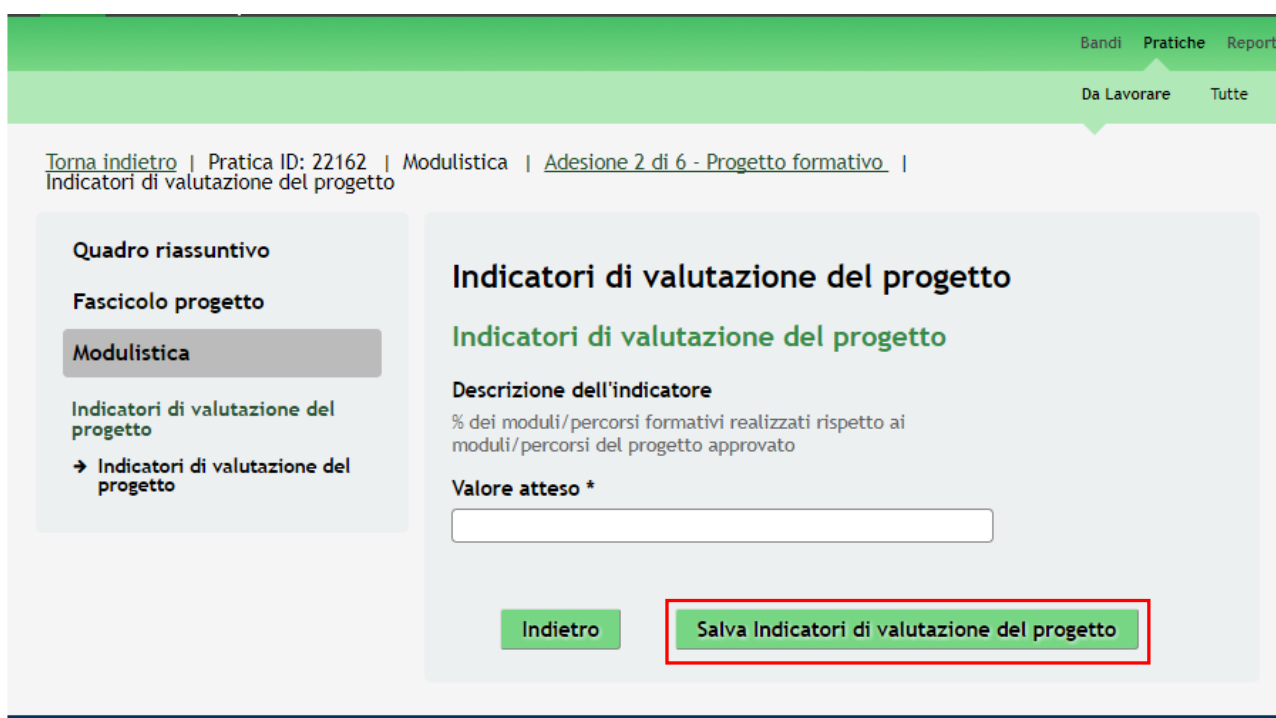 Bandi Pratiche Report
Da Lavorare Tutte
Torna indietro | Pratica ID: 22162 | Modulistica | Adesione 2 di 6 - Progetto formativo |
Indicatori di valutazione del progetto
Quadro riassuntivo
Fascicolo progetto
Modulistica
Indicatori di valutazione del
progetto
➔ Indicatori di valutazione del
progetto
Indicatori di valutazione del progetto
Indicatori di valutazione del progetto
Descrizione dell'indicatore
% dei moduli/percorsi formativi realizzati rispetto ai
moduli/percorsi del progetto approvato
Valore atteso *
Indietro
Salva Indicatori di valutazione del progetto